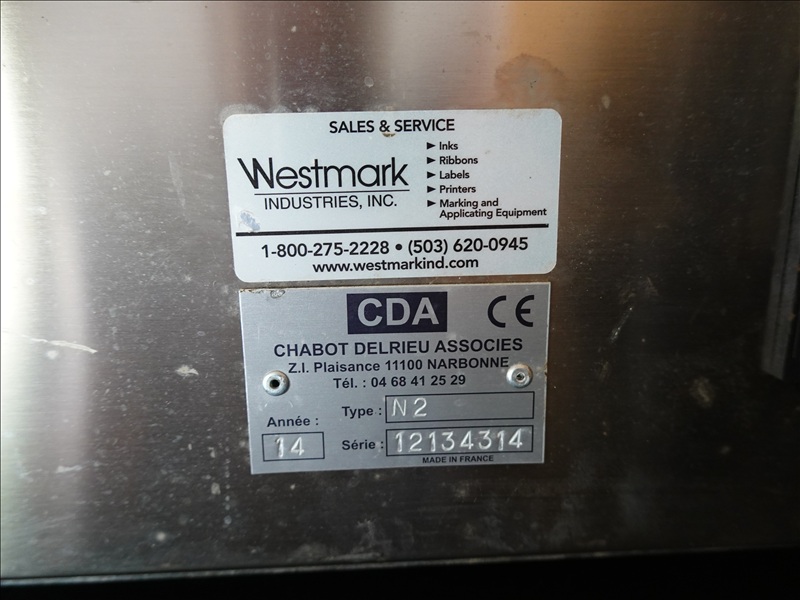 SALES & SERVICE
Westmark
INDUSTRIES, INC.
► Inks
► Ribbons
► Labels
► Printers
► Marking and
Applicating Equipment
1-800-275-2228 • (503) 620-0945
www.westmarkind.com
CDA CE
CHABOT DELRIEU ASSOCIES
Z.I. Plaisance 11100 NARBONNE
Tél. : 04 68 41 25 29
Type : N2
Année :
14
Série : 12134314
MADE IN FRANCE